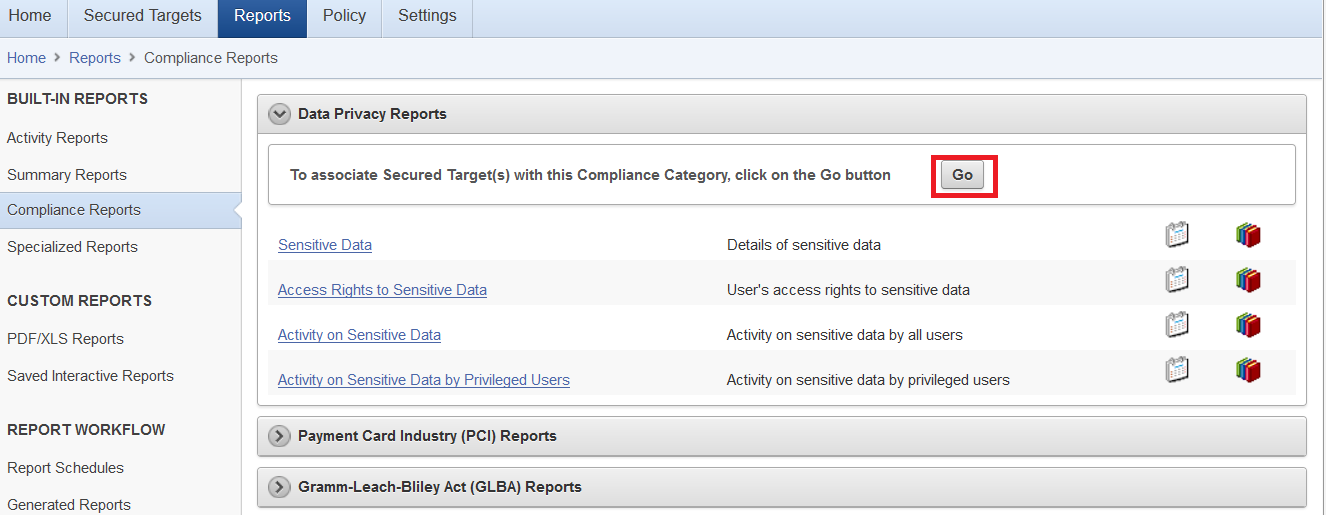 Home Secured Targets Reports Policy Settings
Home > Reports > Compliance Reports
BUILT-IN REPORTS
Activity Reports
Summary Reports
Compliance Reports
Specialized Reports
CUSTOM REPORTS
PDF/XLS Reports
Saved Interactive Reports
REPORT WORKFLOW
Report Schedules
Generated Reports
Data Privacy Reports
To associate Secured Target(s) with this Compliance Category, click on the Go button Go
Sensitive Data Details of sensitive data
Access Rights to Sensitive Data User's access rights to sensitive data
Activity on Sensitive Data Activity on sensitive data by all users
Activity on Sensitive Data by Privileged Users Activity on sensitive data by privileged users
Payment Card Industry (PCI) Reports
Gramm-Leach-Bliley Act (GLBA) Reports